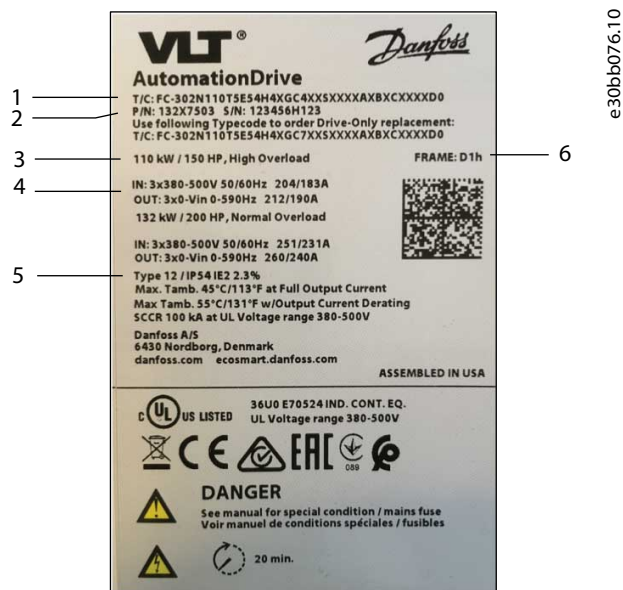 e30bb076.10
VLT®
Danfoss
AutomationDrive
1
T/C: FC-302N110T5E54H4XGC4XXSXXXXAXBXCXXXXD0
2
P/N: 132X7503 S/N: 123456H123
Use following Typecode to order Drive-Only replacement:
T/C: FC-302N110T5E54H4XGC7XXSXXXXAXBXCXXXXD0
3
110 kW / 150 HP, High Overload
FRAME: D1h
6
4
IN: 3x380-500V 50/60Hz 204/183A
OUT: 3x0-Vin 0-590Hz 212/190A
132 kW / 200 HP, Normal Overload
IN: 3x380-500V 50/60Hz 251/231A
OUT: 3x0-Vin 0-590Hz 260/240A
5
Type 12 / IP54 IE2 2.3%
Max. Tamb. 45°C/113°F at Full Output Current
Max Tamb. 55°C/131°F w/Output Current Derating
SCCR 100 kA at UL Voltage range 380-500V
Danfoss A/S
6430 Nordborg, Denmark
danfoss.com ecosmart.danfoss.com
ASSEMBLED IN USA
C UL US LISTED
36U0 E70524 IND. CONT. EQ.
UL Voltage range 380-500V
CE EAC
089
DANGER
See manual for special condition / mains fuse
Voir manuel de conditions spéciales / fusibles
20 min.